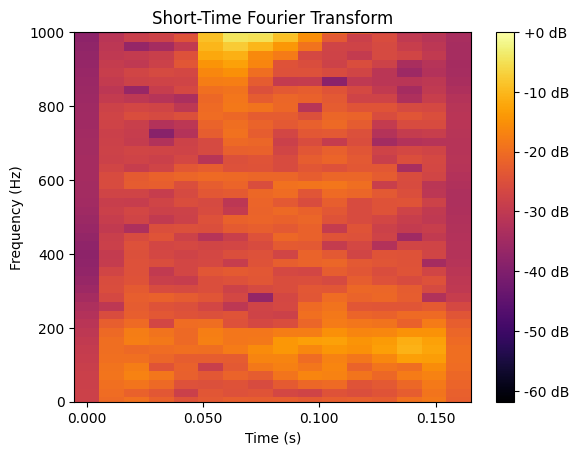 Short-Time Fourier Transform
1000
800
600
400
200
0
Frequency (Hz)
0.000
0.050
0.100
0.150
Time (s)
+0 dB
-10 dB
-20 dB
-30 dB
-40 dB
-50 dB
-60 dB